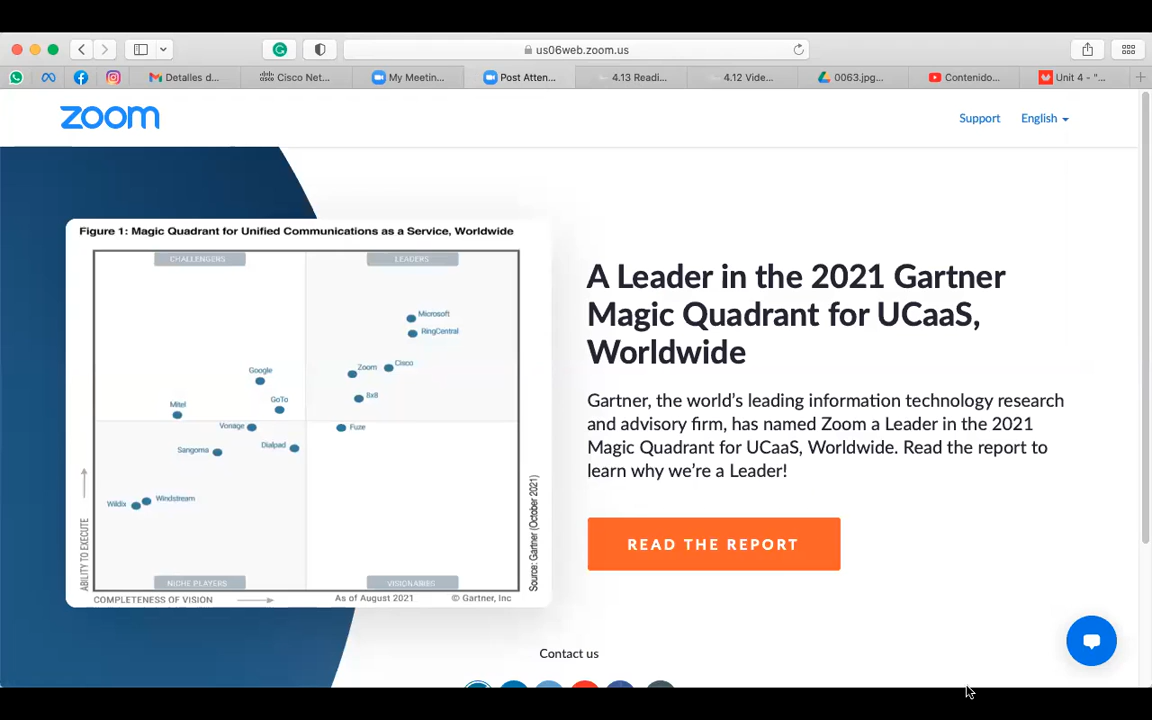 us06web.zoom.us
Detalles d...
Cisco Net...
My Meetin...
Post Atten...
4.13 Readi...
4.12 Vide...
0063.jpg...
Contenido...
Unit 4 - "...
zoom
Support
English
Figure 1: Magic Quadrant for Unified Communications as a Service, Worldwide
CHALLENGERS
LEADERS
Microsoft
RingCentral
Zoom
Cisco
Google
8x8
GoTo
Mitel
Vonage
Fuze
Dialpad
Sangoma
Windstream
Wildix
NICHE PLAYERS
VISIONARIES
ABILITY TO EXECUTE
COMPLETENESS OF VISION
As of August 2021
© Gartner, Inc
Source: Gartner (October 2021)
A Leader in the 2021 Gartner
Magic Quadrant for UCaaS,
Worldwide
Gartner, the world's leading information technology research
and advisory firm, has named Zoom a Leader in the 2021
Magic Quadrant for UCaaS, Worldwide. Read the report to
learn why we're a Leader!
READ THE REPORT
Contact us